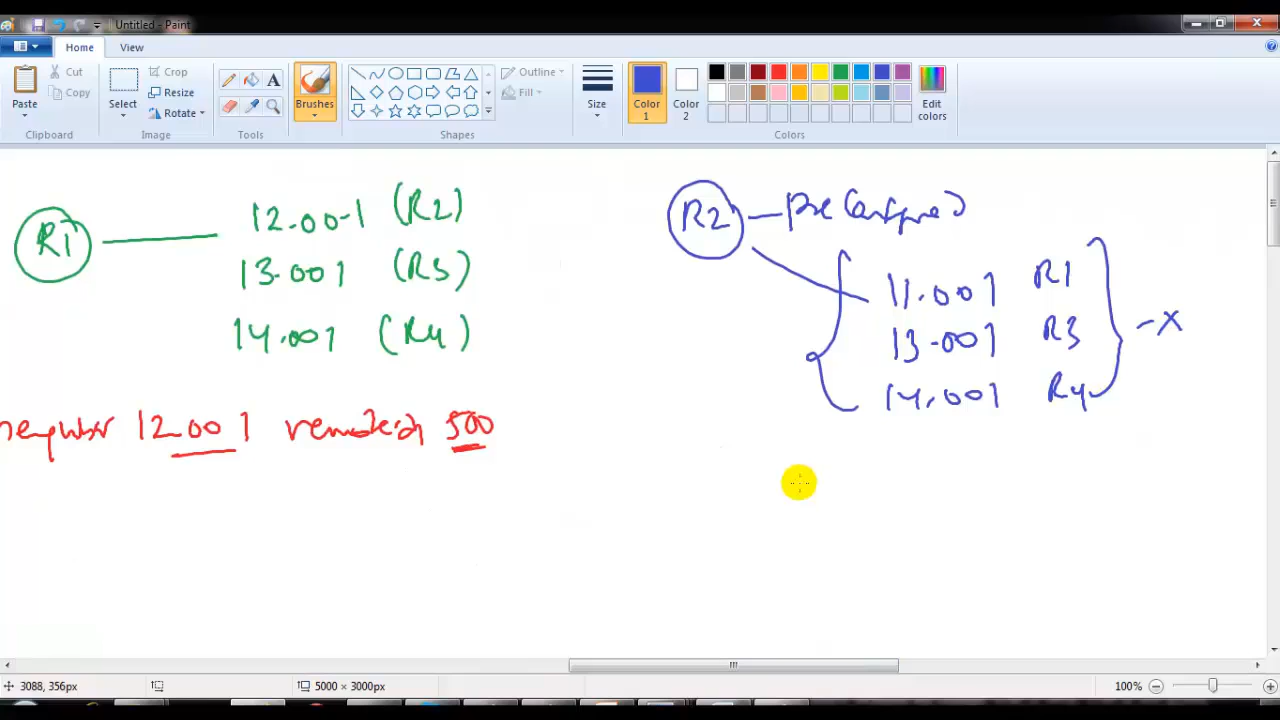 Untitled - Paint
Home
View
Paste
Cut
Copy
Clipboard
Select
Crop
Resize
Rotate
Image
Tools
Brushes
Shapes
Outline
Fill
Size
Color 1
Color 2
Edit colors
Colors
R1
12.00-1 (R2)
13.001 (R3)
14.001 (R4)
12.001
500
R2
11.001 R1
13.001 R3
14.001 R4
- X
3088, 356px
5000 × 3000px
100%